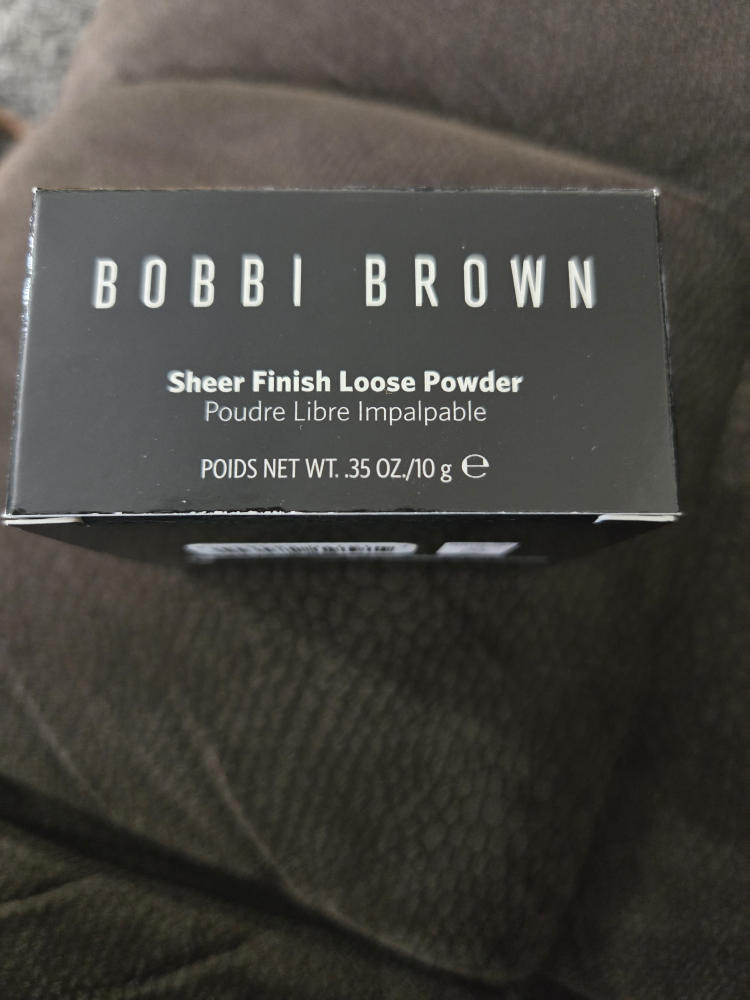 BOBBI BROWN
Sheer Finish Loose Powder
Poudre Libre Impalpable
POIDS NET WT. .35 OZ./10 g ℮